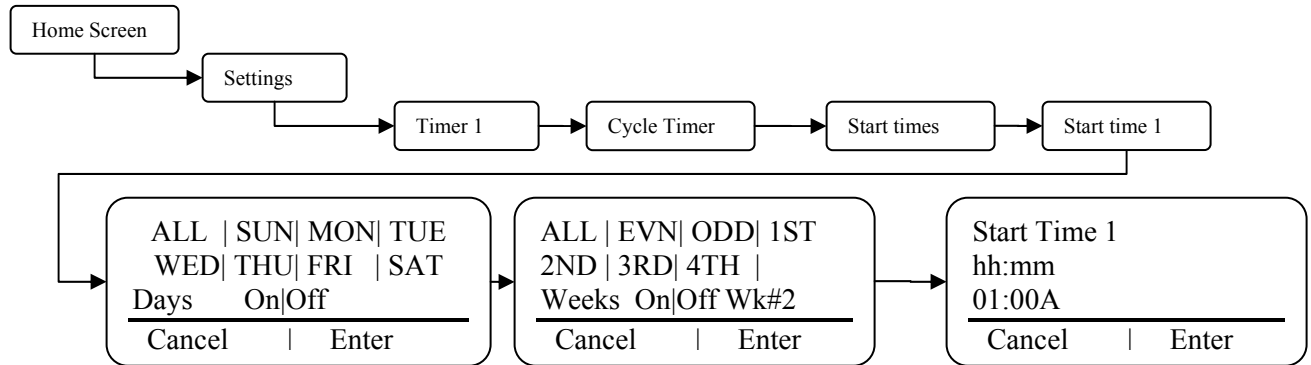 Home Screen
Settings
Timer 1
Cycle Timer
Start times
Start time 1
ALL | SUN| MON| TUE
WED| THU| FRI | SAT
Days On|Off
Cancel | Enter
ALL | EVN| ODD| 1ST
2ND | 3RD| 4TH |
Weeks On|Off Wk#2
Cancel | Enter
Start Time 1
hh:mm
01:00A
Cancel | Enter